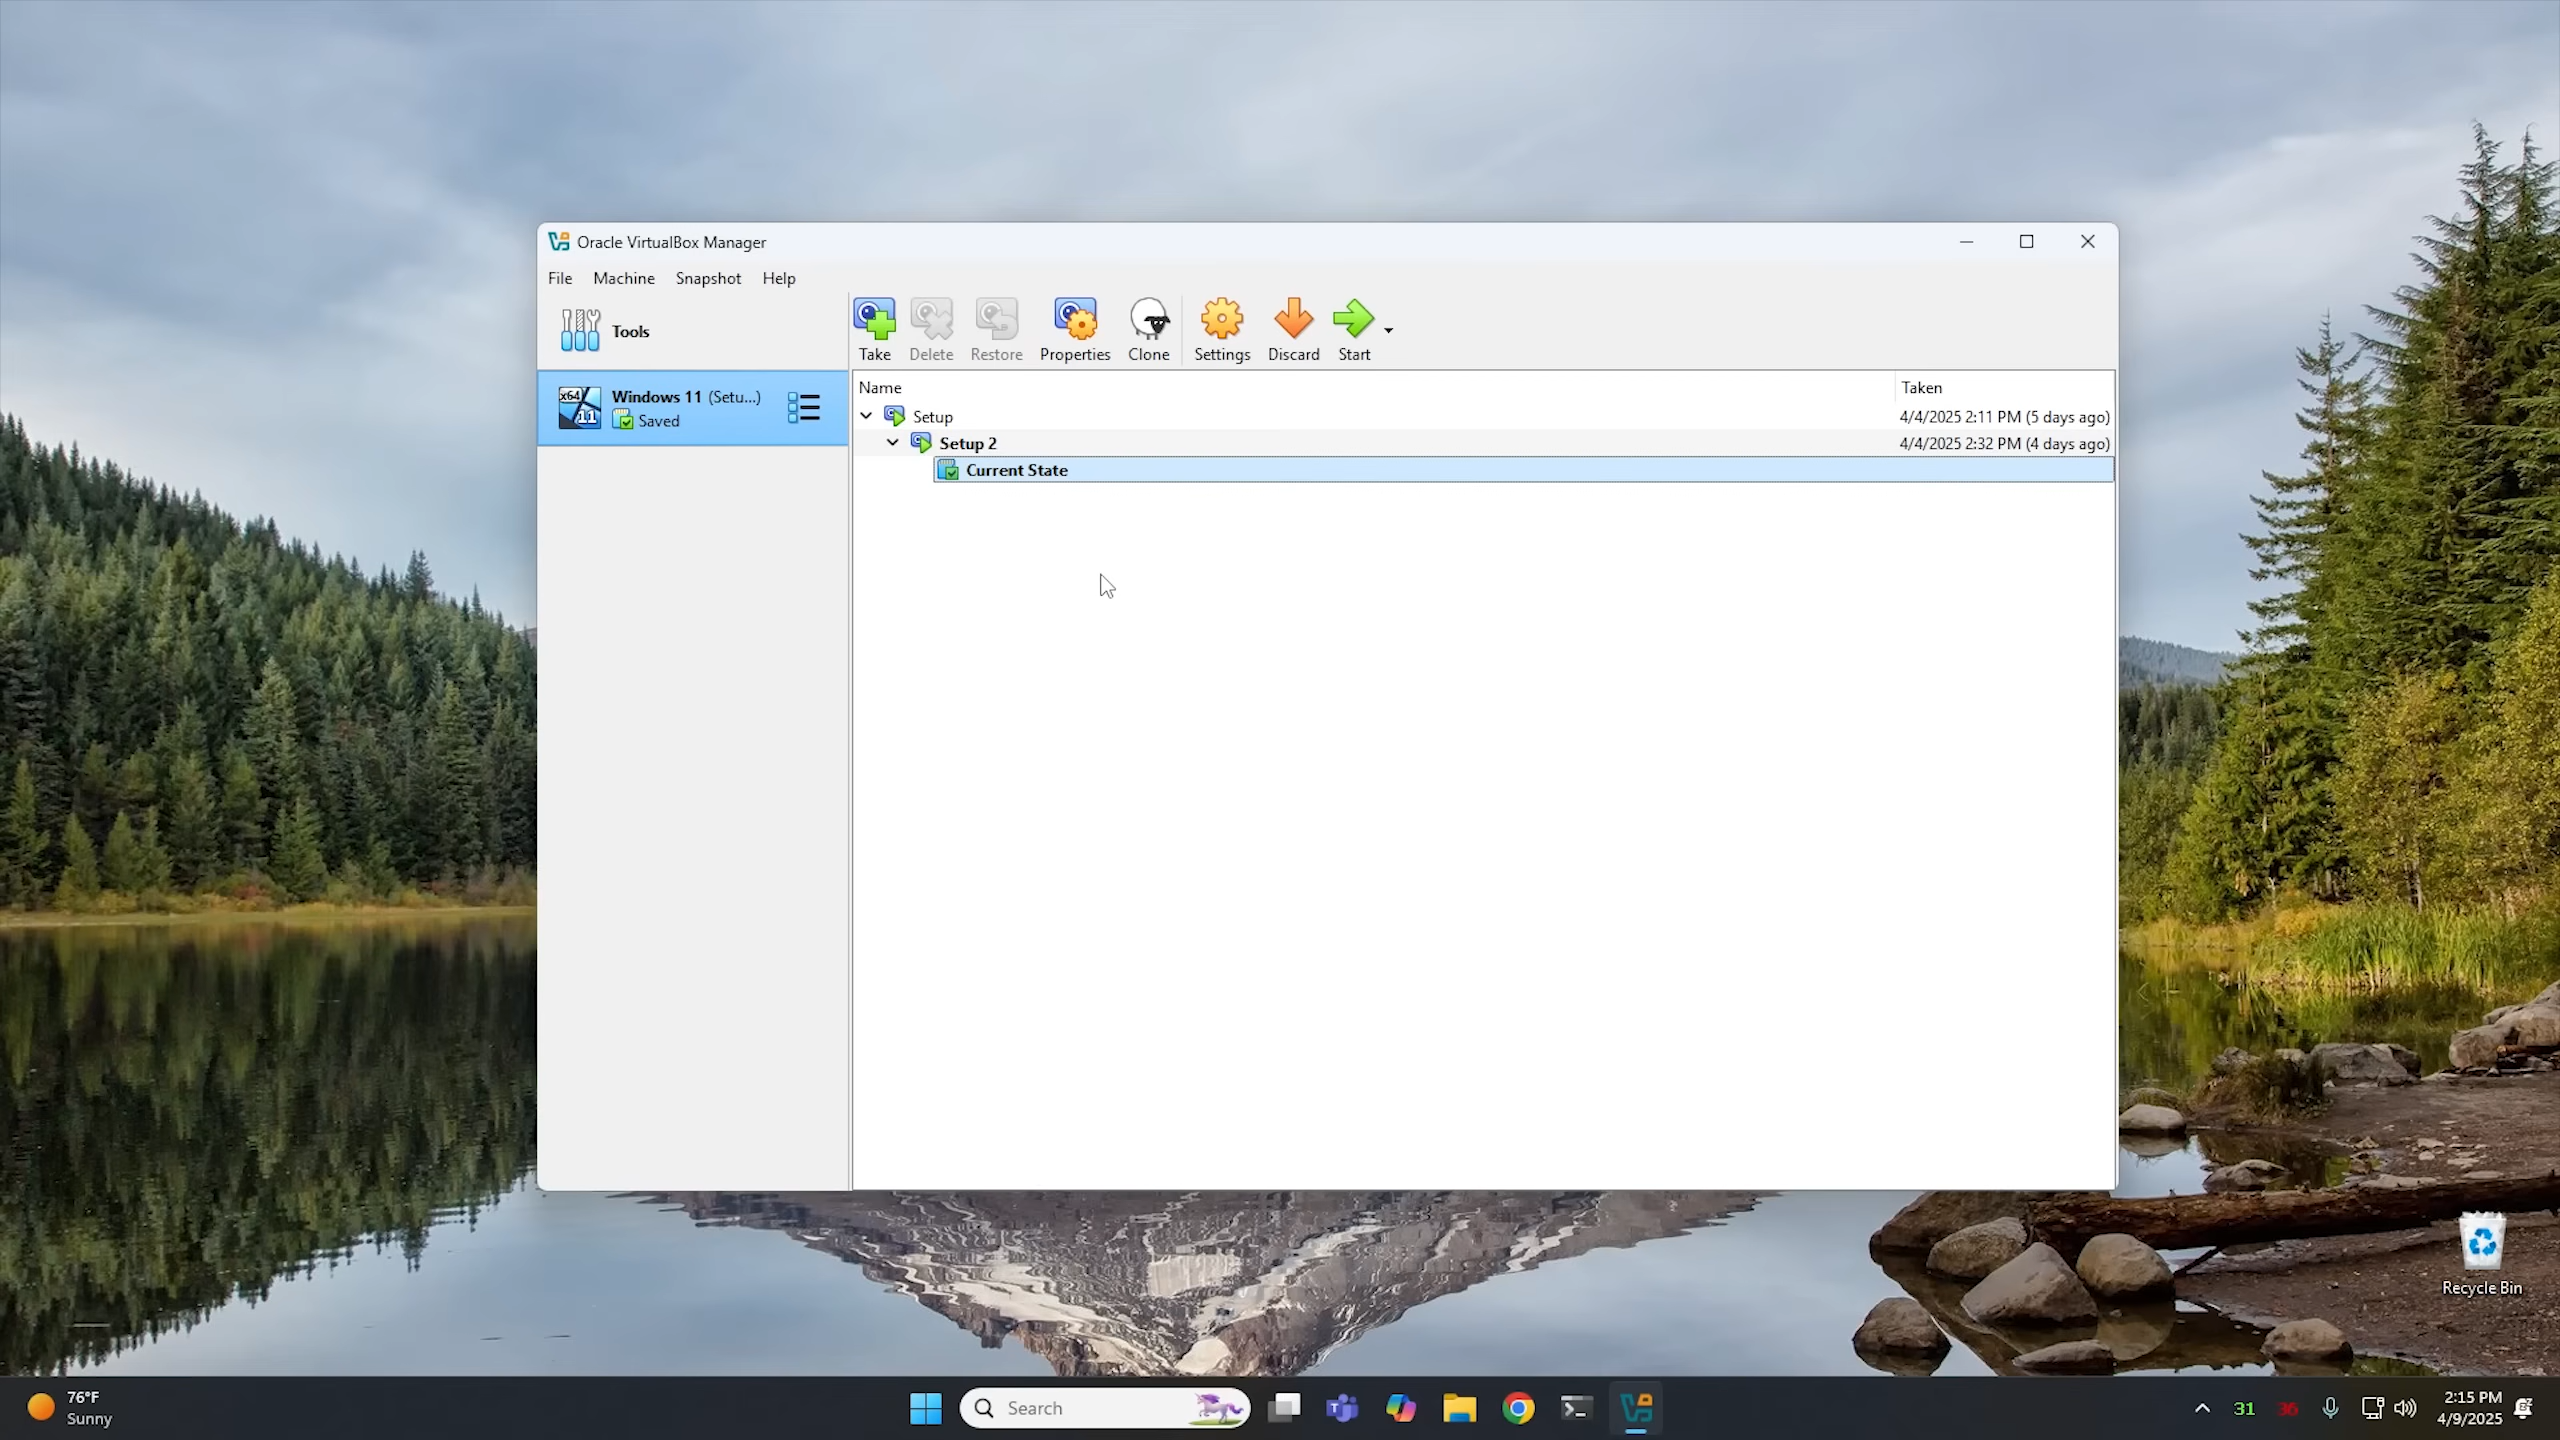 Oracle VirtualBox Manager
File Machine Snapshot Help
Tools
Take Delete Restore Properties Clone Settings Discard Start
x64
11
Windows 11 (Setu...)
Saved
Name Taken
Setup 4/4/2025 2:11 PM (5 days ago)
Setup 2 4/4/2025 2:32 PM (4 days ago)
Current State
Recycle Bin
76°F
Sunny
Search
31 36
2:15 PM
4/9/2025